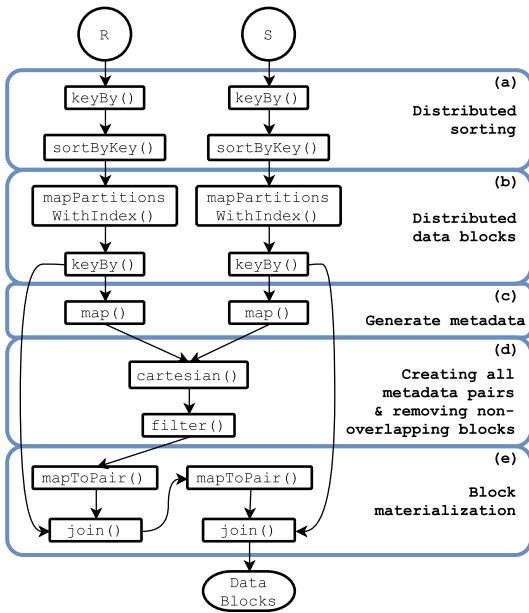 R
S
(a)
keyBy()
keyBy()
Distributed
sorting
sortByKey()
sortByKey()
(b)
mapPartitions
WithIndex()
mapPartitions
WithIndex()
Distributed
data blocks
keyBy()
keyBy()
(c)
map()
map()
Generate metadata
(d)
cartesian()
Creating all
metadata pairs
& removing non-
overlapping blocks
filter()
(e)
mapToPair()
mapToPair()
Block
materialization
join()
join()
Data
Blocks